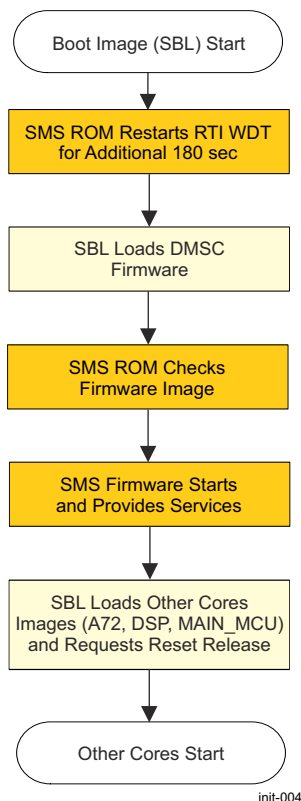 Boot Image (SBL) Start
SMS ROM Restarts RTI WDT
for Additional 180 sec
SBL Loads DMSC
Firmware
SMS ROM Checks
Firmware Image
SMS Firmware Starts
and Provides Services
SBL Loads Other Cores
Images (A72, DSP, MAIN_MCU)
and Requests Reset Release
Other Cores Start
init-004